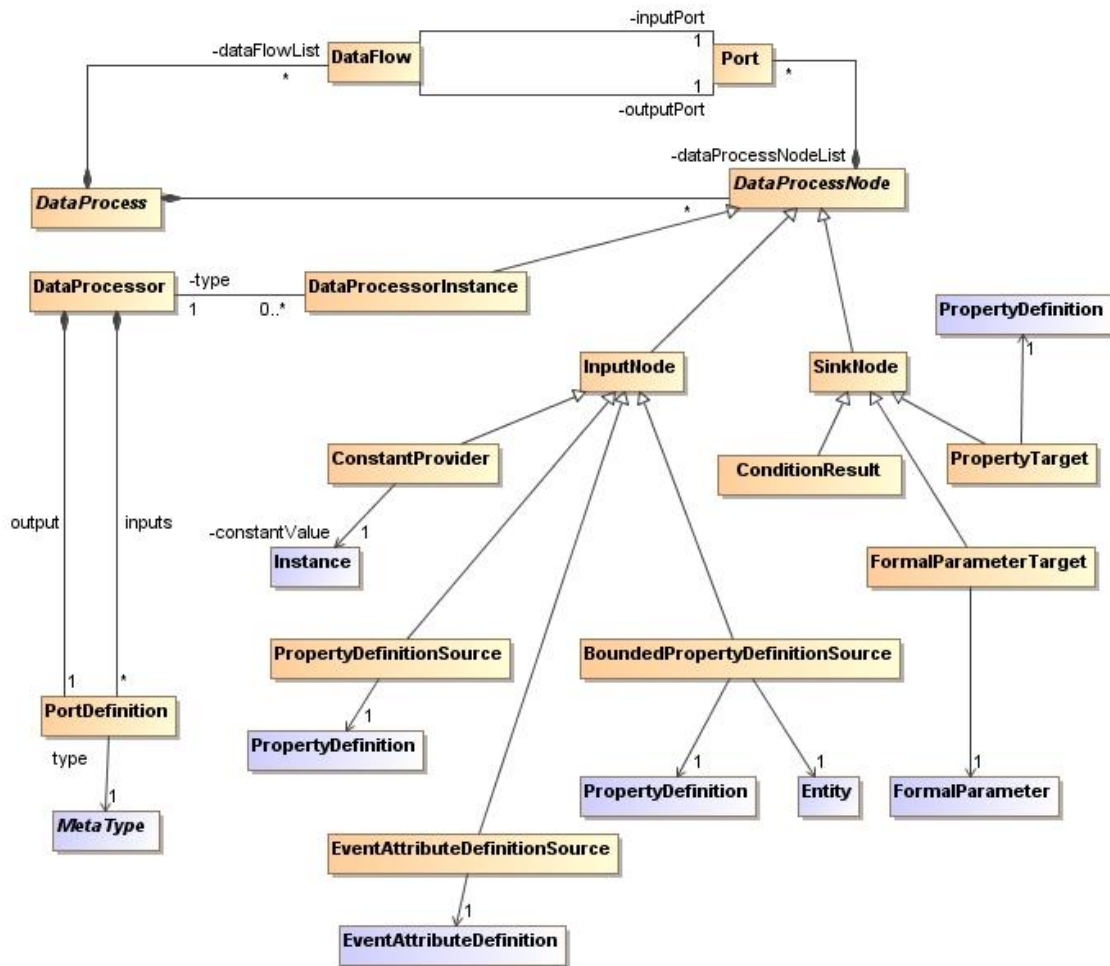 -inputPort
-dataFlowList
DataFlow
1
Port
*
*
1
-outputPort
-dataProcessNodeList
DataProcess
DataProcessNode
*
DataProcessor
-type
DataProcessorInstance
1
0..*
PropertyDefinition
1
InputNode
SinkNode
ConstantProvider
ConditionResult
PropertyTarget
output
inputs
-constantValue
1
Instance
FormalParameterTarget
PropertyDefinitionSource
BoundedPropertyDefinitionSource
1
*
PortDefinition
1
PropertyDefinition
type
1
1
1
1
PropertyDefinition
Entity
FormalParameter
MetaType
EventAttributeDefinitionSource
1
EventAttributeDefinition